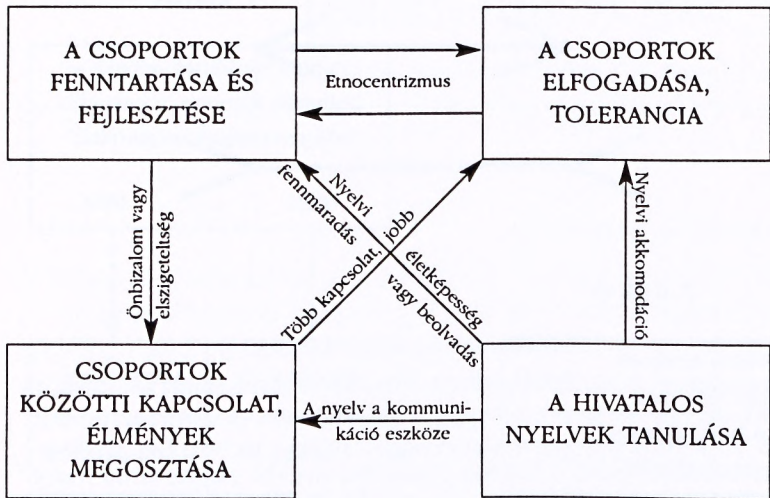 A CSOPORTOK
FENNTARTÁSA ÉS
FEJLESZTÉSE
Etnocentrizmus
A CSOPORTOK
ELFOGADÁSA,
TOLERANCIA
Önbizalom vagy
elszigeteltség
Nyelvi
fennmaradás
életképesség
vagy beolvadás
Több kapcsolat, jobb
Nyelvi akkomodáció
CSOPORTOK
KÖZÖTTI KAPCSOLAT,
ÉLMÉNYEK
MEGOSZTÁSA
A nyelv a kommuni-
káció eszköze
A HIVATALOS
NYELVEK TANULÁSA